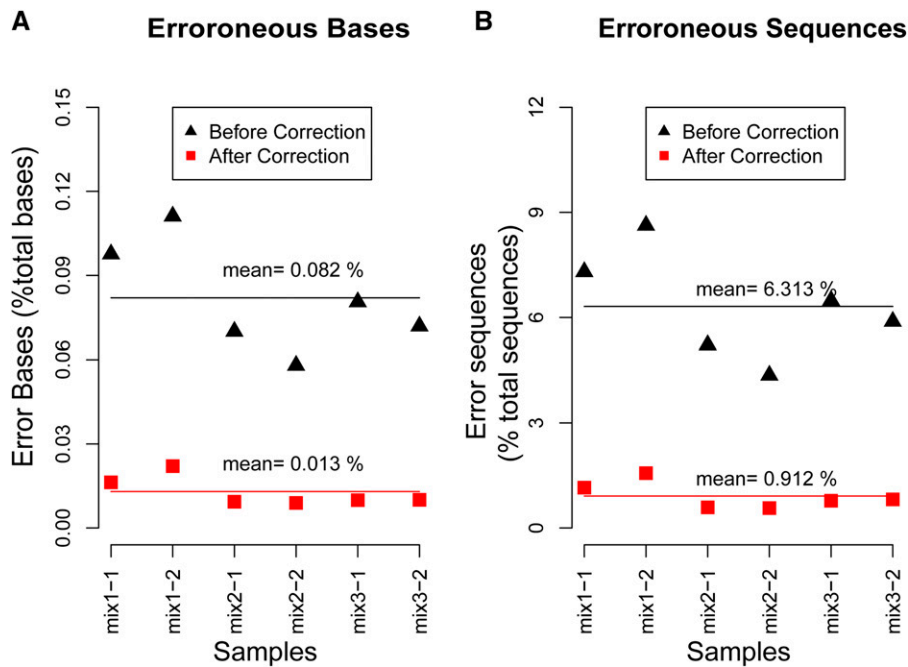 A
Erroroneous Bases
Error Bases (%total bases)
0.15
0.12
0.09
0.06
0.03
0.00
Before Correction
After Correction
mean= 0.082 %
mean= 0.013 %
mix1-1
mix1-2
mix2-1
mix2-2
mix3-1
mix3-2
Samples
B
Erroroneous Sequences
Error sequences
(% total sequences)
12
9
6
3
0
Before Correction
After Correction
mean= 6.313 %
mean= 0.912 %
mix1-1
mix1-2
mix2-1
mix2-2
mix3-1
mix3-2
Samples